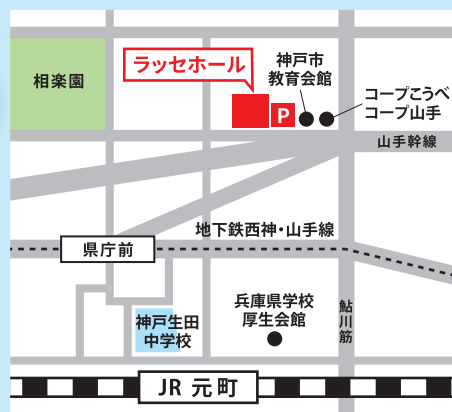 ラッセホール
神戸市
教育会館
相楽園
コープこうべ
コープ山手
P
山手幹線
地下鉄西神・山手線
県庁前
神戸生田
中学校
兵庫県学校
厚生会館
鮎川筋
JR 元町